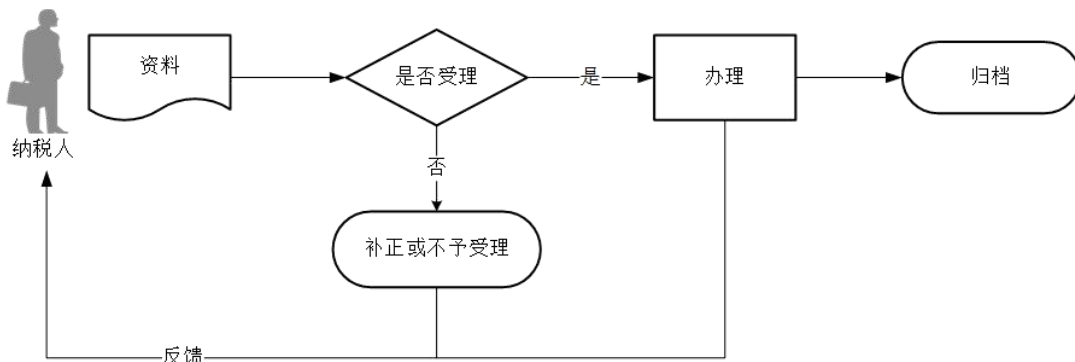 资料
是否受理
是
办理
归档
纳税人
否
补正或不予受理
反馈